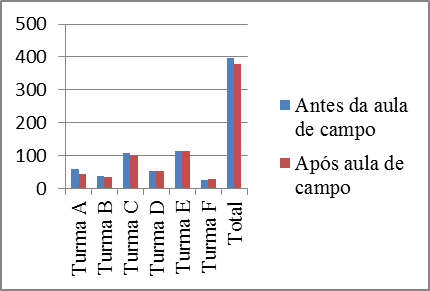 500
400
300
200
100
0
Turma A
Turma B
Turma C
Turma D
Turma E
Turma F
Total
Antes da aula
de campo
Após aula de
campo